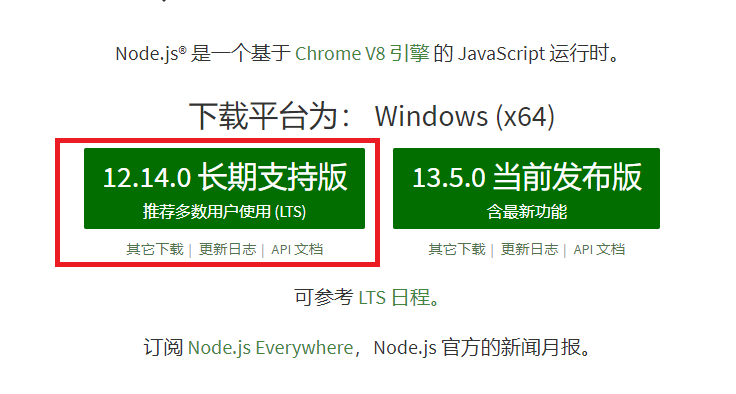 Node.js® 是一个基于 Chrome V8 引擎 的 JavaScript 运行时。
下载平台为： Windows (x64)
12.14.0 长期支持版
推荐多数用户使用 (LTS)
其它下载 | 更新日志 | API 文档
13.5.0 当前发布版
含最新功能
其它下载 | 更新日志 | API 文档
可参考 LTS 日程。
订阅 Node.js Everywhere，Node.js 官方的新闻月报。